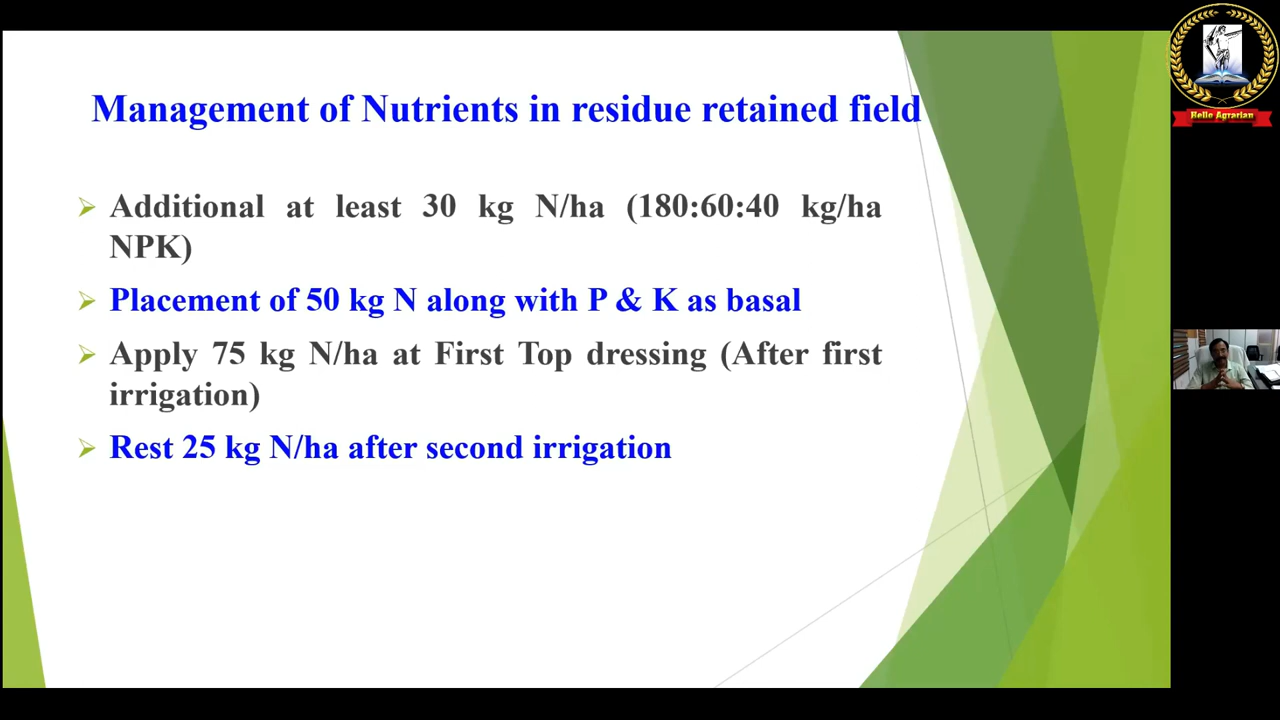 Hello Agrarian
Management of Nutrients in residue retained field
Additional at least 30 kg N/ha (180:60:40 kg/ha
NPK)
Placement of 50 kg N along with P & K as basal
Apply 75 kg N/ha at First Top dressing (After first
irrigation)
Rest 25 kg N/ha after second irrigation